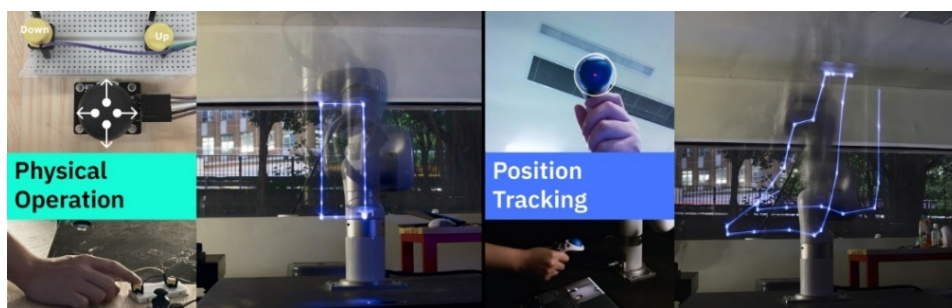 Down
Up
Physical
Operation
Position
Tracking